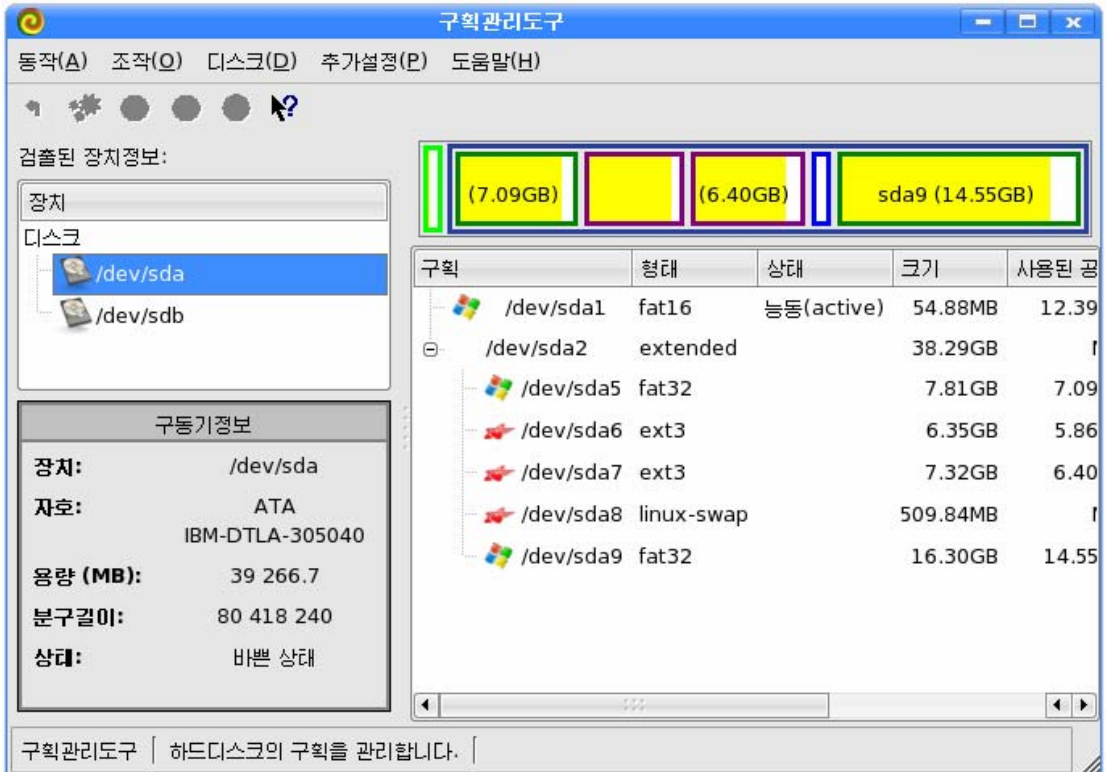 구획관리도구
동작(A) 조작(O) 디스크(D) 추가설정(P) 도움말(H)
검출된 장치정보:
장치
디스크
/dev/sda
/dev/sdb
구동기정보
장치: /dev/sda
자호: ATA
IBM-DTLA-305040
용량 (MB): 39 266.7
분구길이: 80 418 240
상태: 바쁜 상태
(7.09GB) (6.40GB) sda9 (14.55GB)
구획 형태 상태 크기 사용된 공
/dev/sda1 fat16 능동(active) 54.88MB 12.39
/dev/sda2 extended 38.29GB
/dev/sda5 fat32 7.81GB 7.09
/dev/sda6 ext3 6.35GB 5.86
/dev/sda7 ext3 7.32GB 6.40
/dev/sda8 linux-swap 509.84MB
/dev/sda9 fat32 16.30GB 14.55
구획관리도구 하드디스크의 구획을 관리합니다.